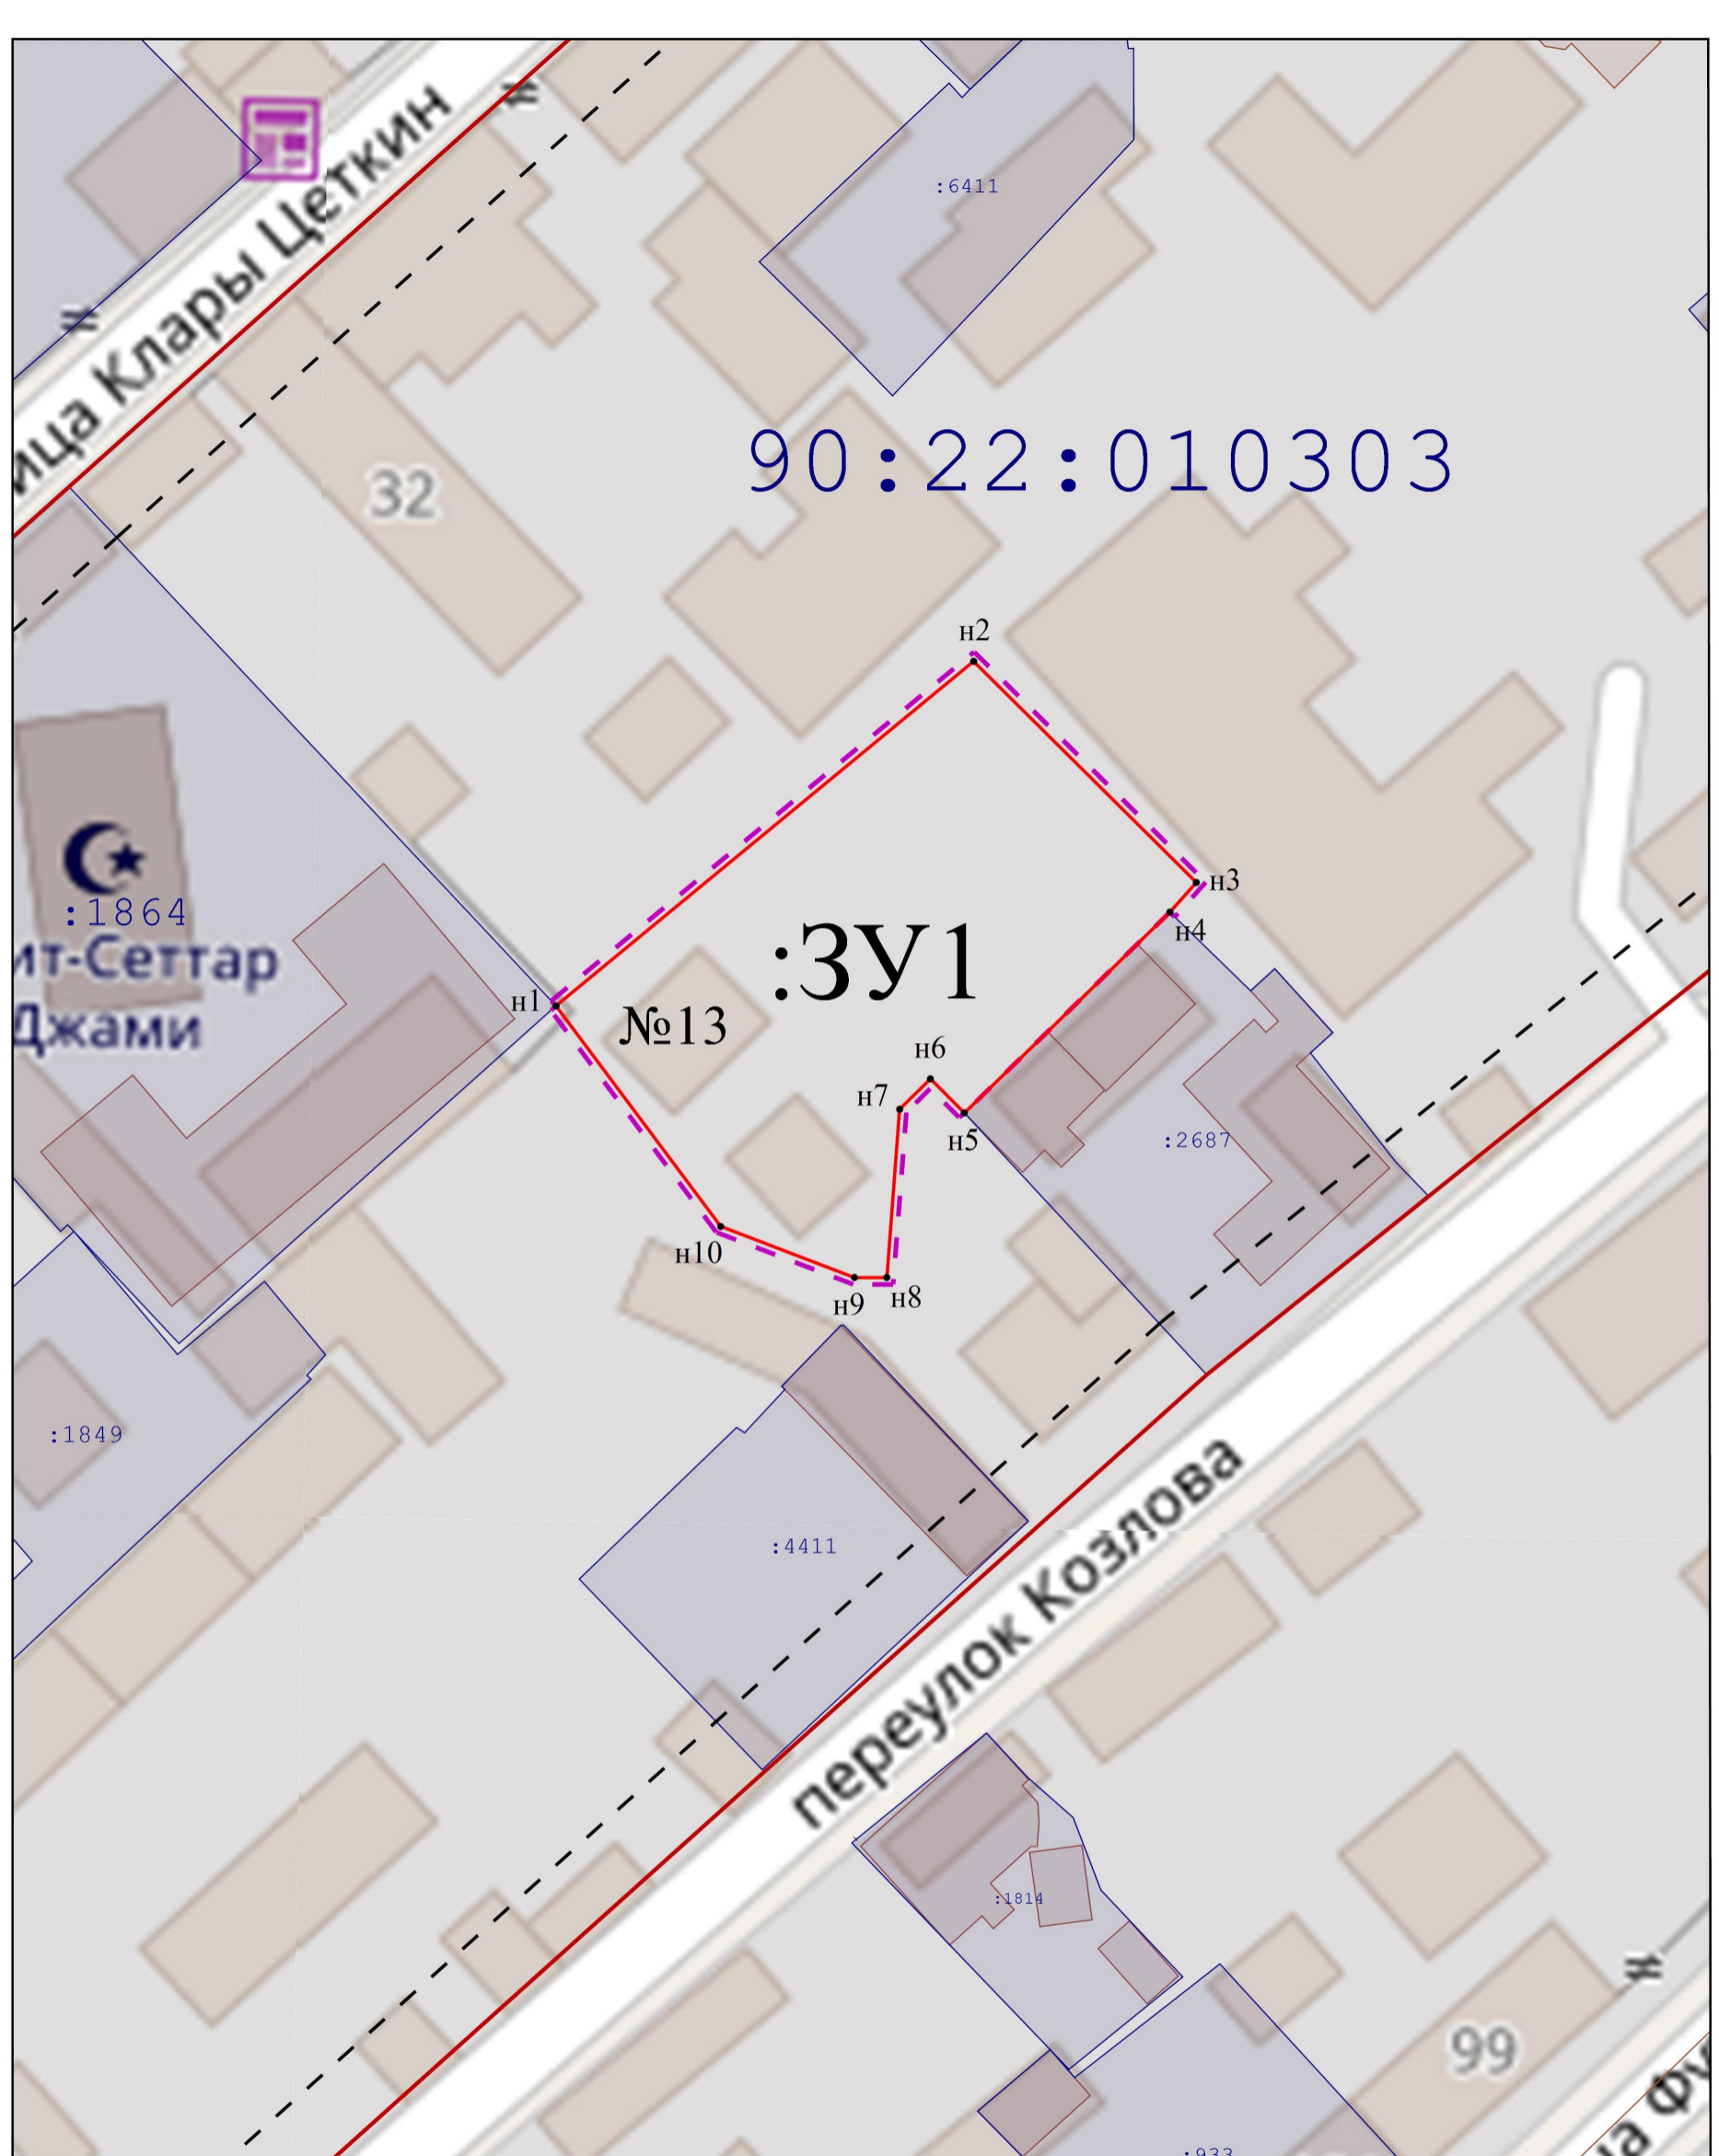 Клары Цеткин
:6411
90:22:010303
32
н2
н3
н4
:1864
:ЗУ1
ит-Сеттар
Джами
н1
№13
н6
н7
н5
:2687
н10
н9
н8
:1849
:4411
переулок Козлова
:1814
99
:933